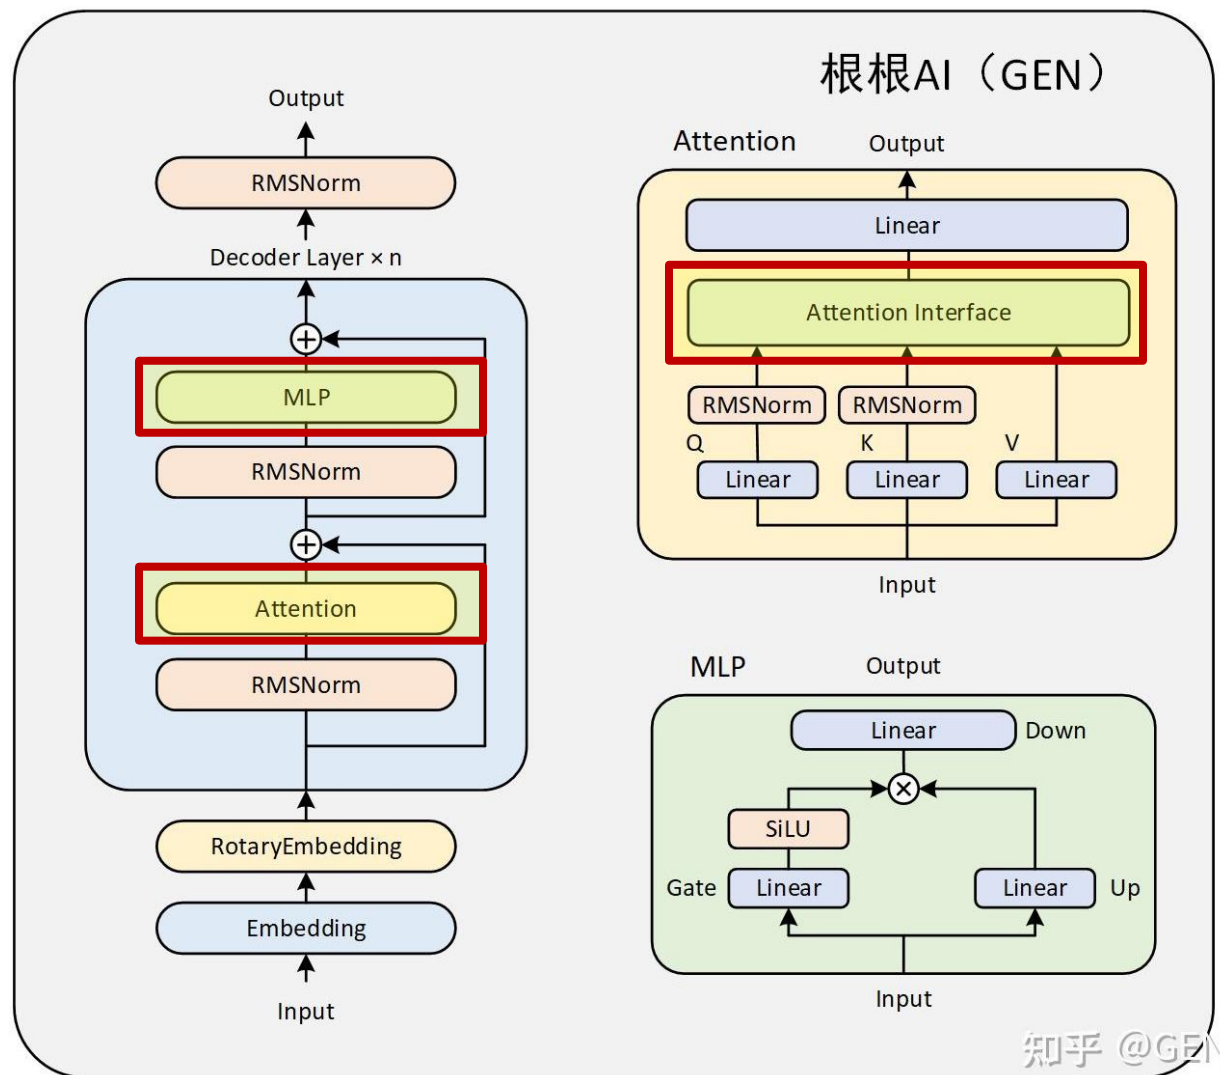 根根AI（GEN）
Output
RMSNorm
Decoder Layer × n
MLP
RMSNorm
Attention
RMSNorm
RotaryEmbedding
Embedding
Input
Attention
Output
Linear
Attention Interface
RMSNorm RMSNorm
Q K V
Linear Linear Linear
Input
MLP
Output
Linear Down
SiLU
Gate Linear Linear Up
Input
知乎 @GEN